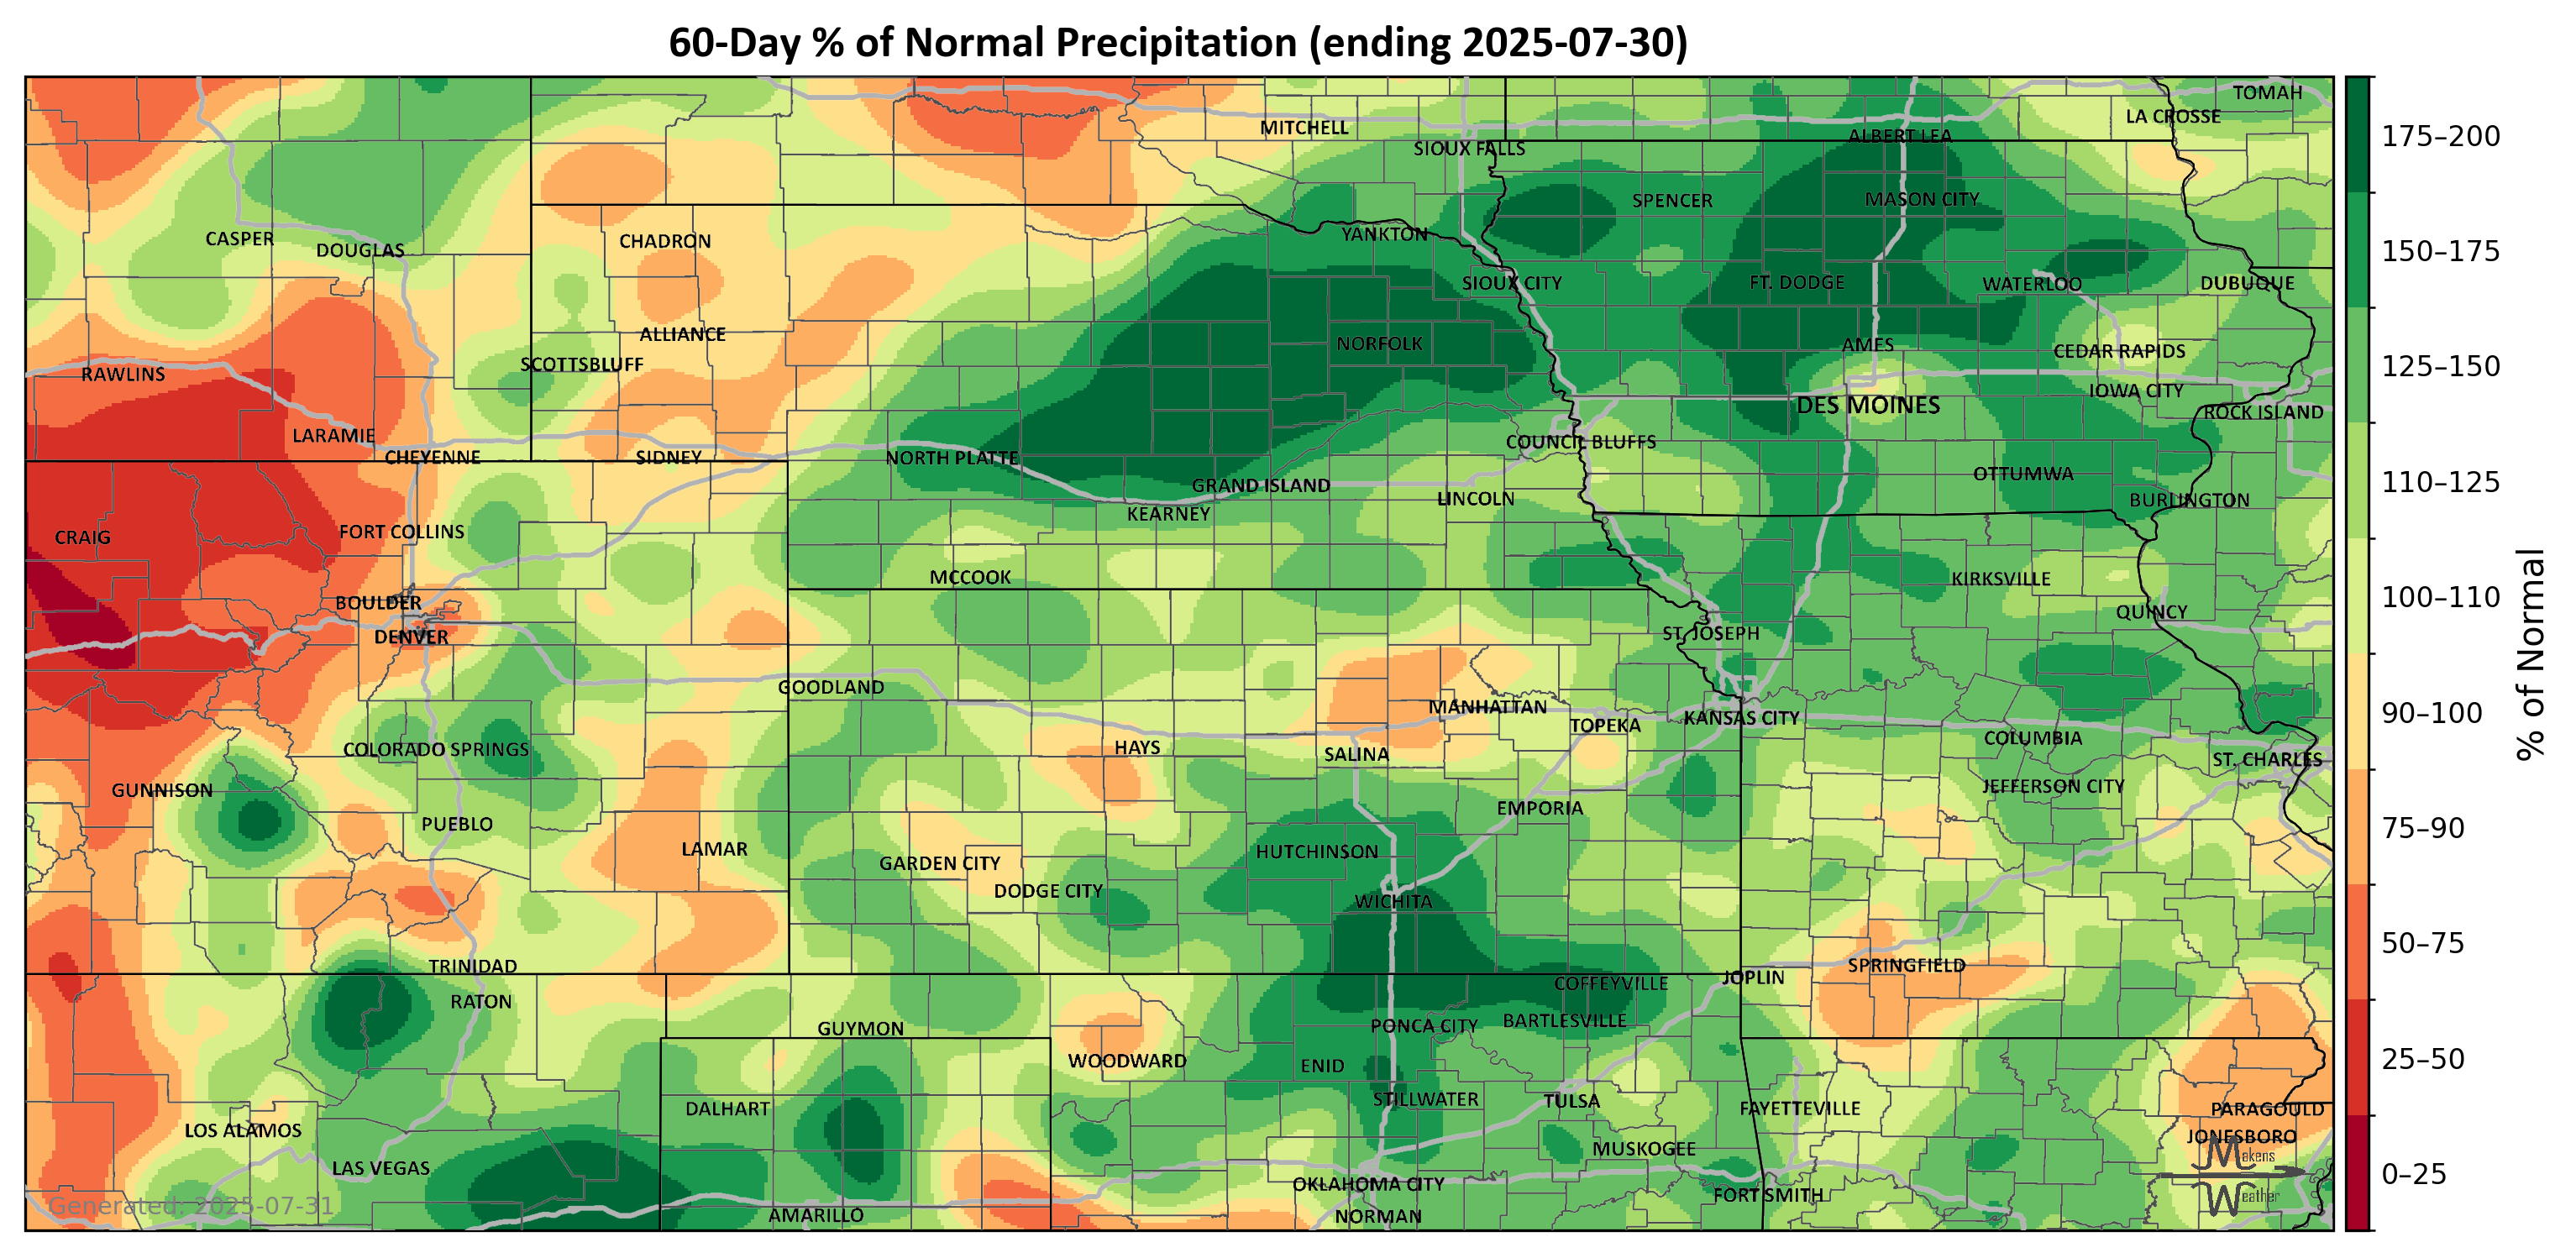 60-Day % of Normal Precipitation (ending 2025-07-30)
TOMAH
LA CROSSE
MITCHELL
ALBERT LEA
SIOUX FALLS
SPENCER
MASON CITY
YANKTON
CASPER
DOUGLAS
CHADRON
SIOUX CITY
FT. DODGE
WATERLOO
DUBUQUE
ALLIANCE
NORFOLK
AMES
CEDAR RAPIDS
SCOTTSBLUFF
RAWLINS
IOWA CITY
DES MOINES
ROCK ISLAND
LARAMIE
COUNCIL BLUFFS
CHEYENNE
SIDNEY
NORTH PLATTE
OTTUMWA
GRAND ISLAND
LINCOLN
BURLINGTON
KEARNEY
CRAIG
FORT COLLINS
MCCOOK
KIRKSVILLE
BOULDER
QUINCY
DENVER
ST. JOSEPH
GOODLAND
MANHATTAN
TOPEKA
KANSAS CITY
COLUMBIA
COLORADO SPRINGS
HAYS
SALINA
ST. CHARLES
GUNNISON
JEFFERSON CITY
EMPORIA
PUEBLO
LAMAR
HUTCHINSON
GARDEN CITY
DODGE CITY
WICHITA
TRINIDAD
SPRINGFIELD
JOPLIN
COFFEYVILLE
RATON
GUYMON
PONCA CITY
BARTLESVILLE
WOODWARD
ENID
STILLWATER
TULSA
DALHART
FAYETTEVILLE
PARAGOULD
LOS ALAMOS
JONESBORO
MUSKOGEE
LAS VEGAS
OKLAHOMA CITY
FORT SMITH
AMARILLO
NORMAN
Makens
Weather
Generated: 2025-07-31
175–200
150–175
125–150
110–125
100–110
90–100
75–90
50–75
25–50
0–25
% of Normal